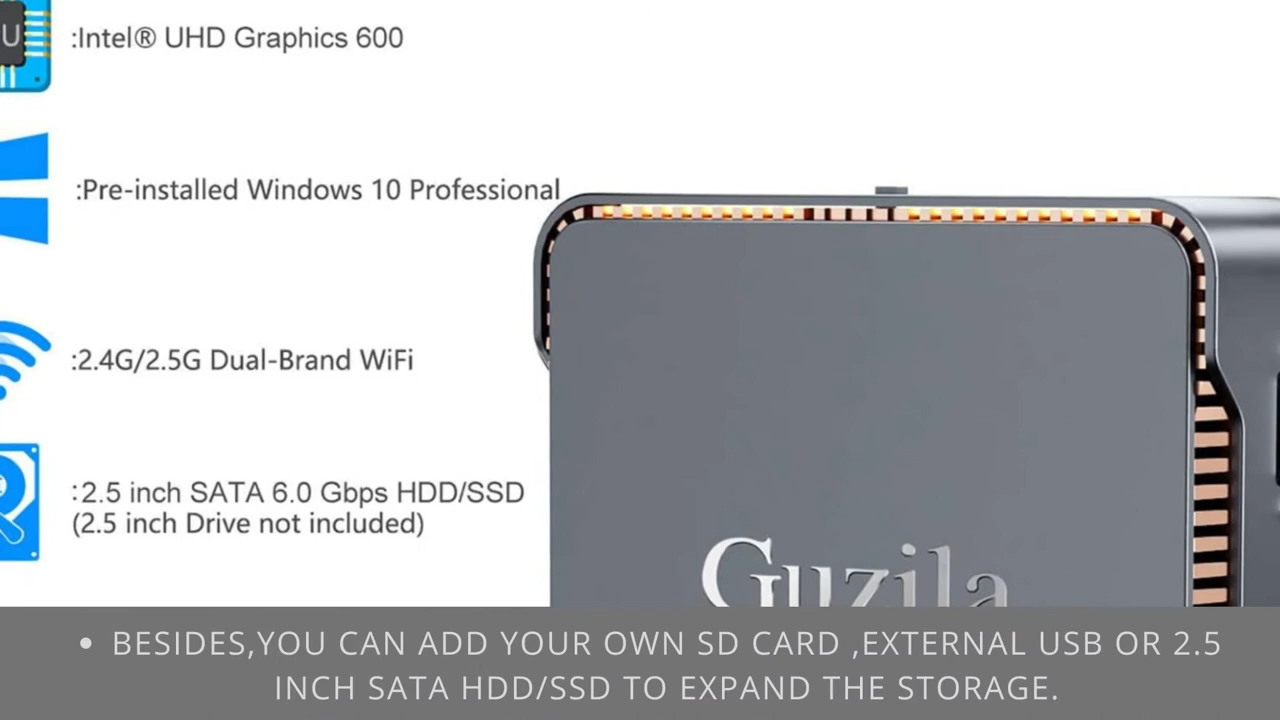 U
:Intel® UHD Graphics 600
:Pre-installed Windows 10 Professional
:2.4G/2.5G Dual-Brand WiFi
:2.5 inch SATA 6.0 Gbps HDD/SSD
(2.5 inch Drive not included)
Guzila
• BESIDES,YOU CAN ADD YOUR OWN SD CARD ,EXTERNAL USB OR 2.5
INCH SATA HDD/SSD TO EXPAND THE STORAGE.